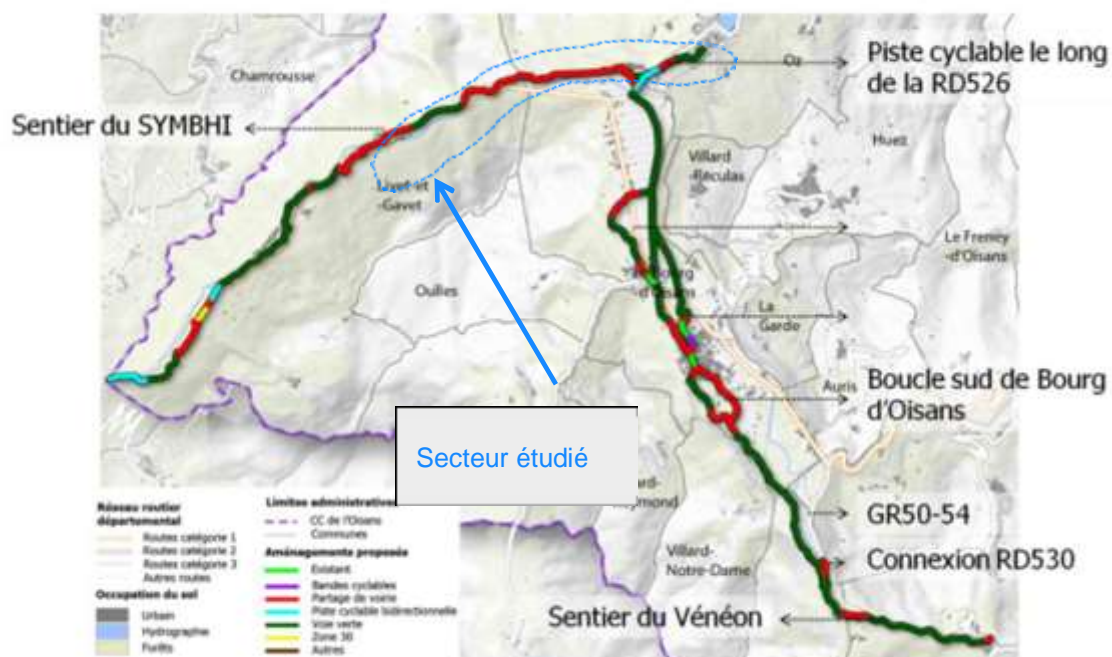 Chamrousse
Oz
Piste cyclable le long
de la RD526
Sentier du SYMBHI
Huez
Villard
-Reculas
Livet-et
-Gavet
Le Freney
-d'Oisans
Oulles
d'Oisans
La
Garde
Auris
Boucle sud de Bourg
d'Oisans
Secteur étudié
GR50-54
Connexion RD530
Villard-
Notre-Dame
Sentier du Vénéon
Réseau routier
départemental
Routes catégorie 1
Routes catégorie 2
Routes catégorie 3
Autres routes
Occupation du sol
Urbain
Hydrographie
Forêts
Limites administratives
CC de l'Oisans
Communes
Aménagements proposés
Existant
Bandes cyclables
Partage de voirie
Piste cyclable bidirectionnelle
Voie verte
Zone 30
Autres